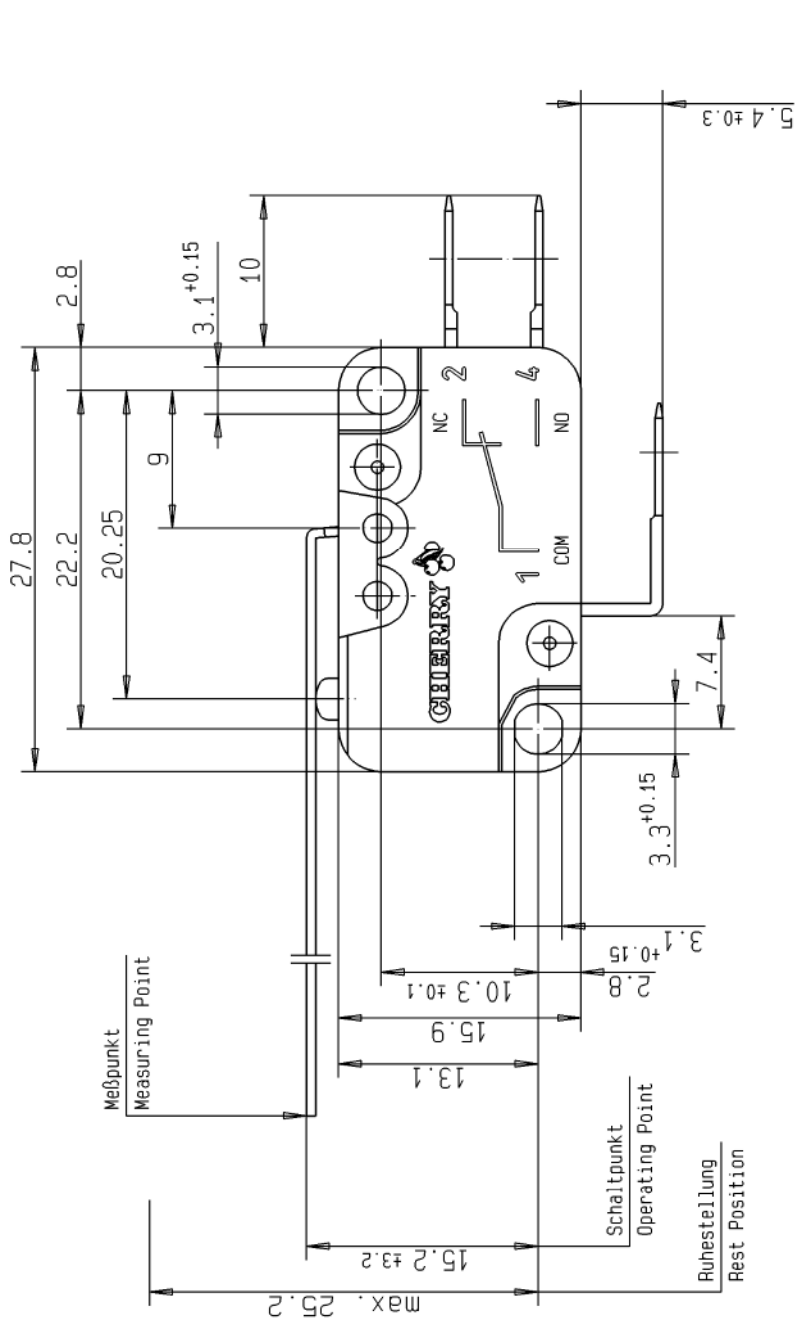 5.4 ±0.3
2.8
3.1 +0.15
10
9
27.8
22.2
20.25
NC
2
4
NO
1
COM
CHERRY
7.4
3.3 +0.15
3.1 +0.15
2.8
10.3 ±0.1
15.9
13.1
Meßpunkt
Measuring Point
Schaltpunkt
Operating Point
Ruhestellung
Rest Position
15.2 ±3.2
max. 25.2